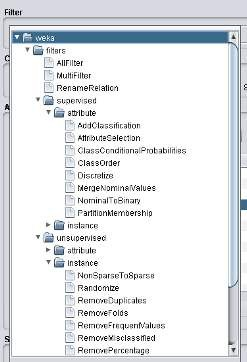 Filter
weka
filters
AllFilter
MultiFilter
RenameRelation
supervised
attribute
AddClassification
AttributeSelection
ClassConditionalProbabilities
ClassOrder
Discretize
MergeNominalValues
NominalToBinary
PartitionMembership
instance
unsupervised
attribute
instance
NonSparseToSparse
Randomize
RemoveDuplicates
RemoveFolds
RemoveFrequentValues
RemoveMisclassified
RemovePercentage